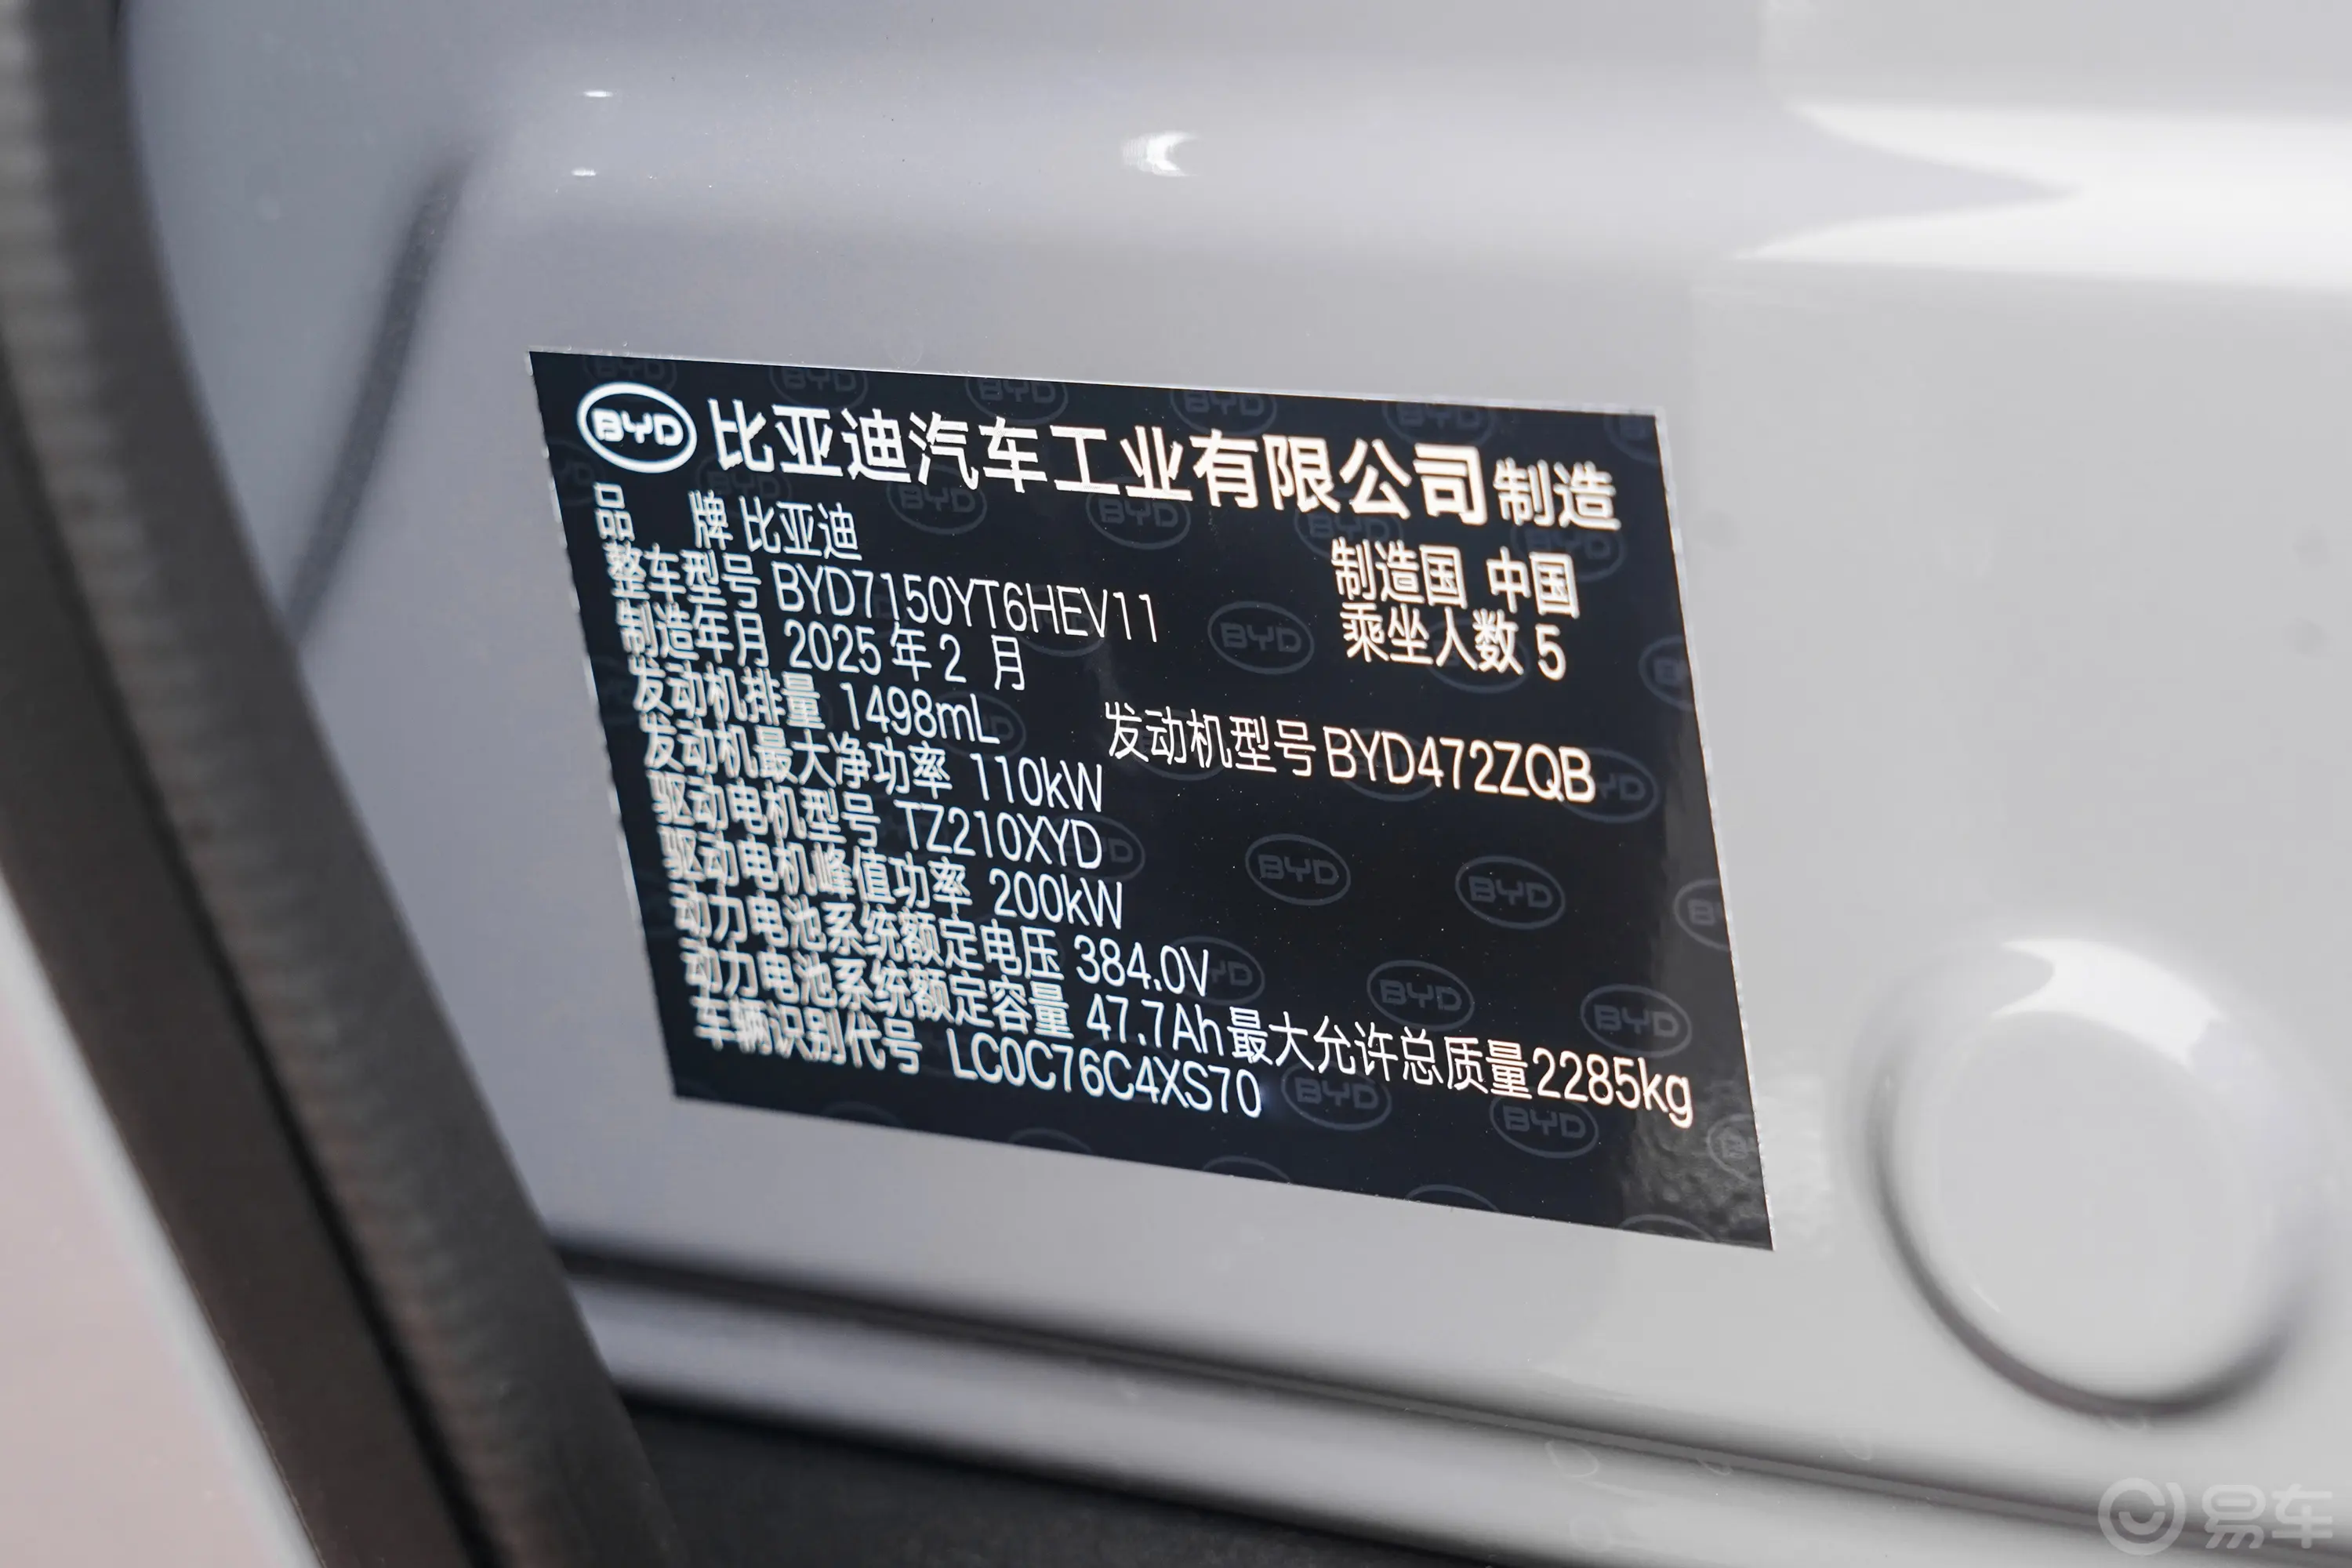 BYD 比亚迪汽车工业有限公司制造
品 牌 比亚迪
制造国 中国
整车型号 BYD7150YT6HEV11
乘坐人数 5
制造年月 2025年2 月
发动机排量 1498mL
发动机型号 BYD472ZQB
发动机最大净功率 110kW
驱动电机型号 TZ210XYD
驱动电机峰值功率 200kW
动力电池系统额定电压 384.0V
动力电池系统额定容量 47.7Ah 最大允许总质量2285kg
车辆识别代号 LC0C76C4XS70
易车